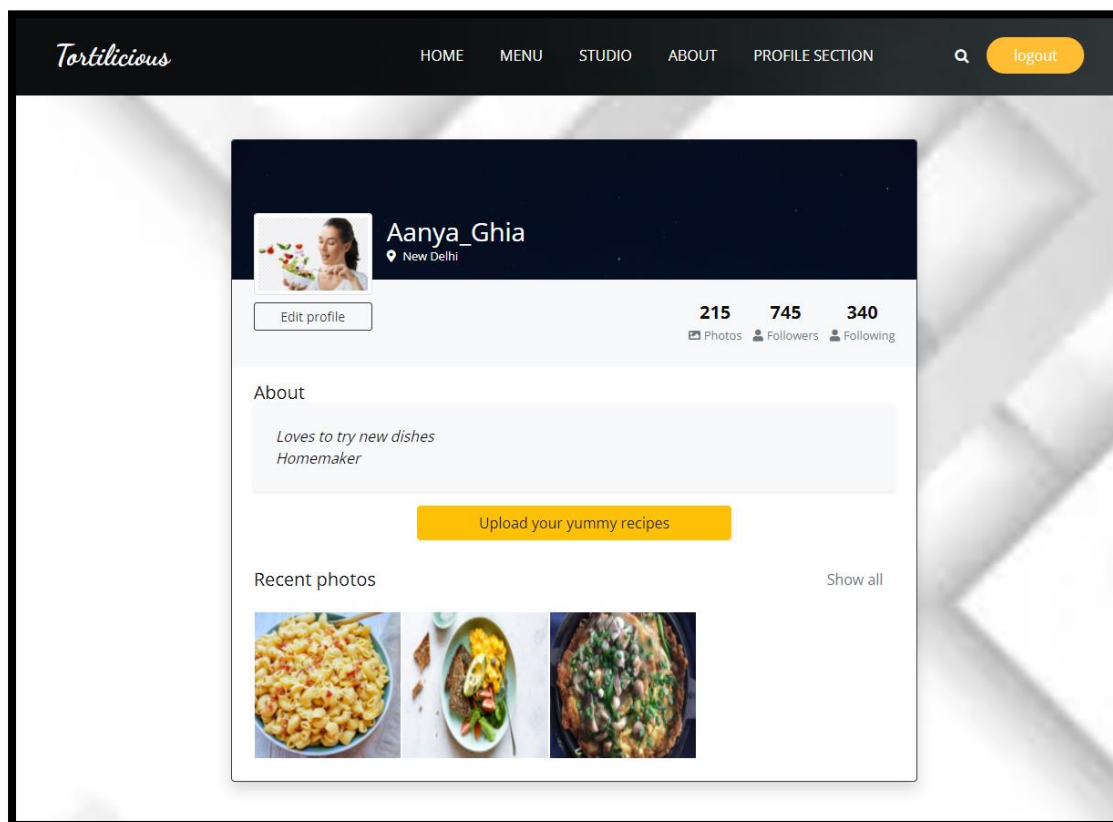 Tortilicious
HOME MENU STUDIO ABOUT PROFILE SECTION logout
Aanya_Ghia
New Delhi
Edit profile
215 745 340
Photos Followers Following
About
Loves to try new dishes
Homemaker
Upload your yummy recipes
Recent photos Show all